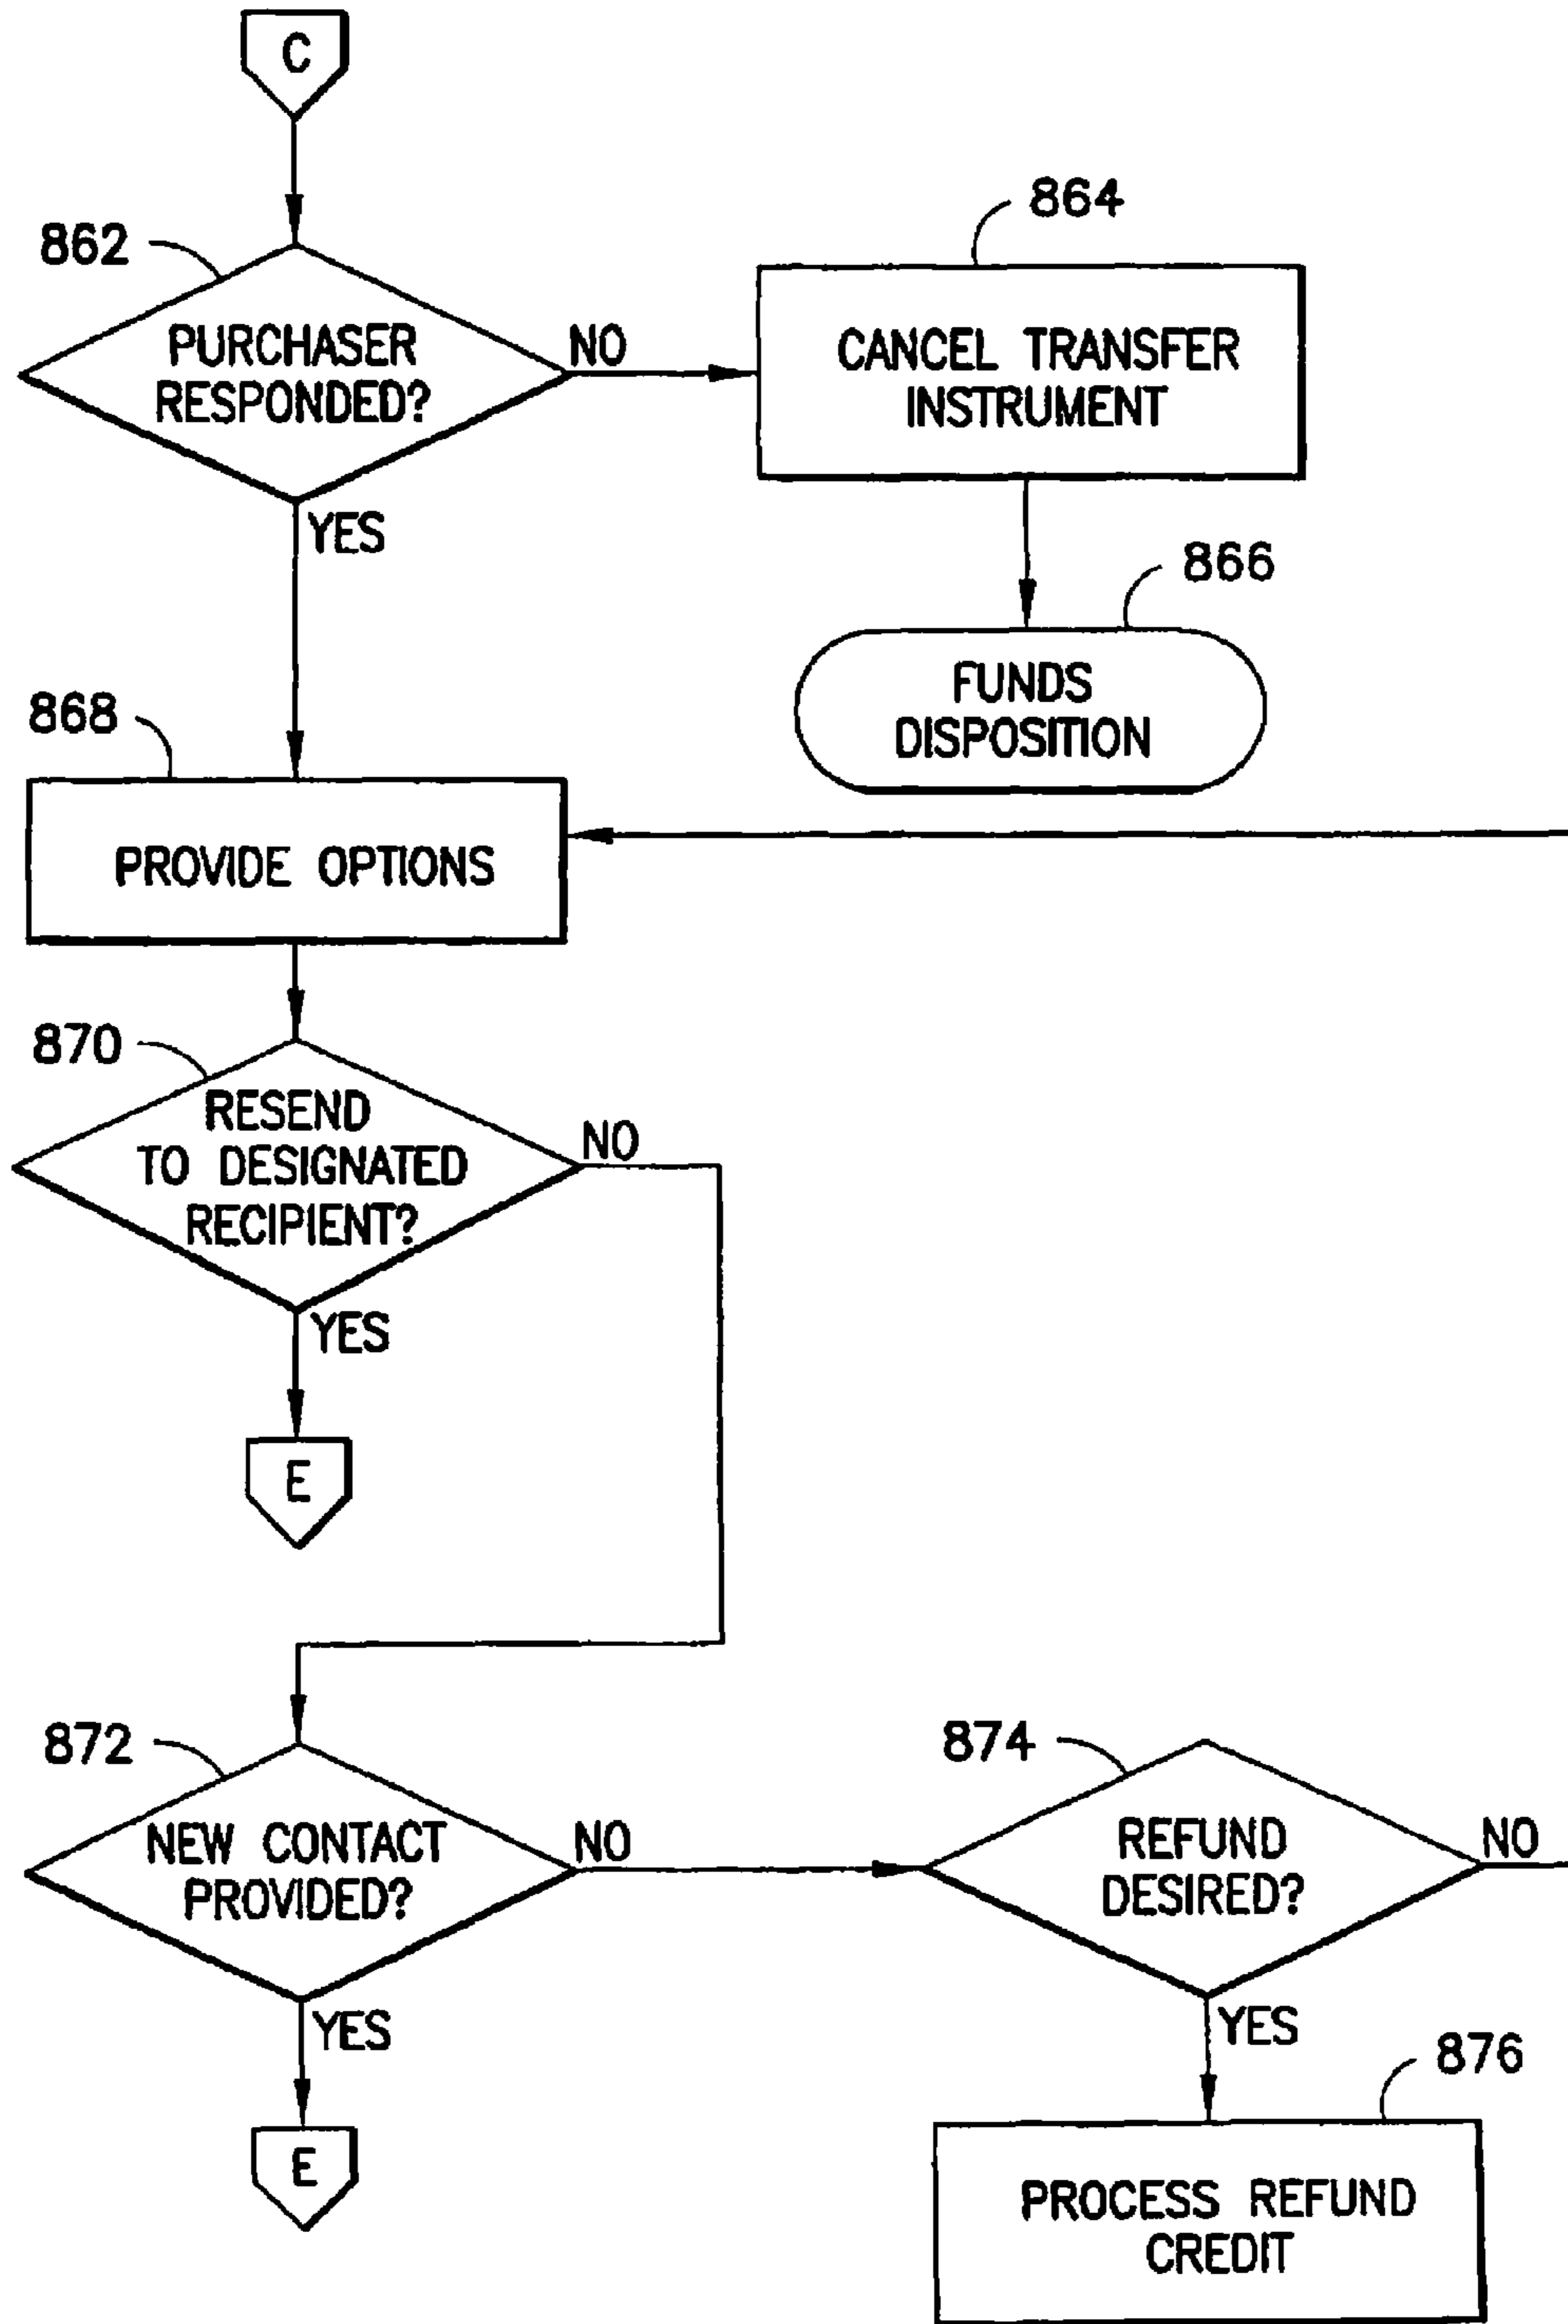 C
864
862
PURCHASER
RESPONDED?
NO
CANCEL TRANSFER
INSTRUMENT
YES
866
FUNDS
DISPOSITION
868
PROVIDE OPTIONS
870
RESEND
TO DESIGNATED
RECIPIENT?
NO
YES
E
872
NEW CONTACT
PROVIDED?
NO
874
REFUND
DESIRED?
NO
YES
E
YES
876
PROCESS REFUND
CREDIT